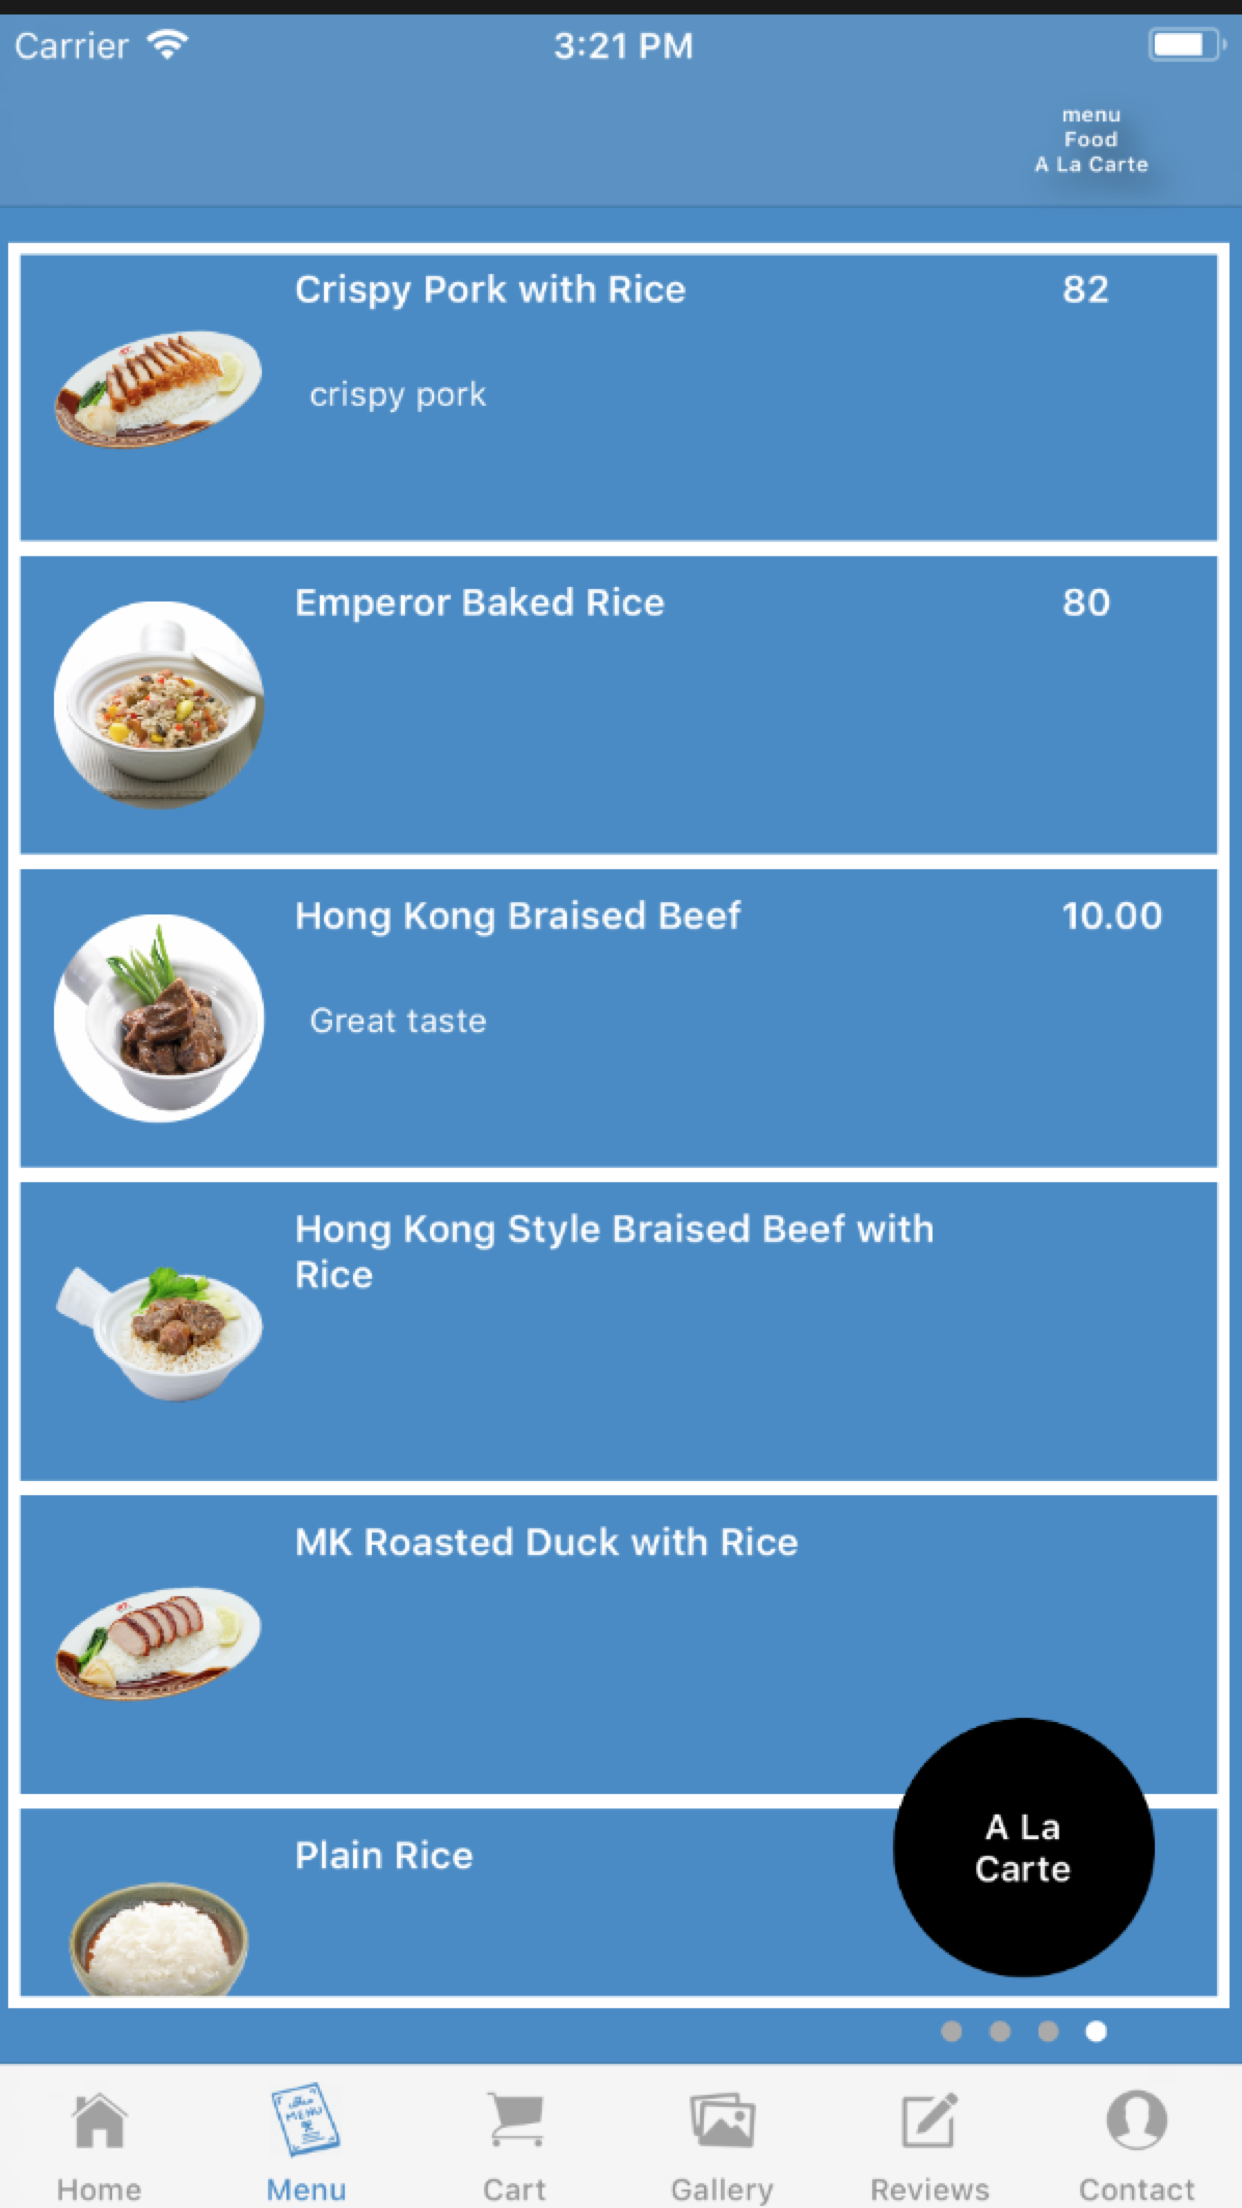 Carrier
3:21 PM
menu
Food
A La Carte
Crispy Pork with Rice
82
crispy pork
Emperor Baked Rice
80
Hong Kong Braised Beef
10.00
Great taste
Hong Kong Style Braised Beef with
Rice
MK Roasted Duck with Rice
Plain Rice
A La
Carte
MENU
Home
Menu
Cart
Gallery
Reviews
Contact